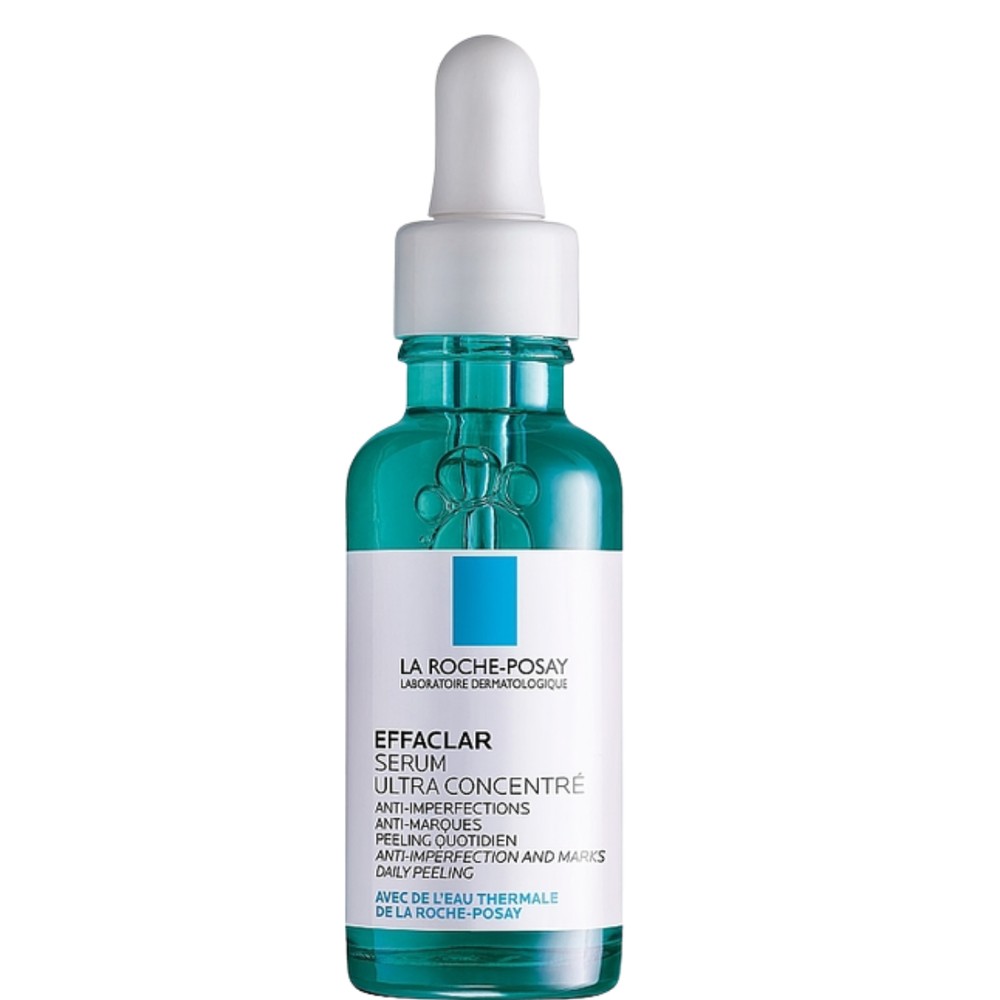 LA ROCHE-POSAY
LABORATOIRE DERMATOLOGIQUE
EFFACLAR
SERUM
ULTRA CONCENTRÉ
ANTI-IMPERFECTIONS
ANTI-MARQUES
PEELING QUOTIDIEN
ANTI-IMPERFECTION AND MARKS
DAILY PEELING
AVEC DE L'EAU THERMALE
DE LA ROCHE-POSAY